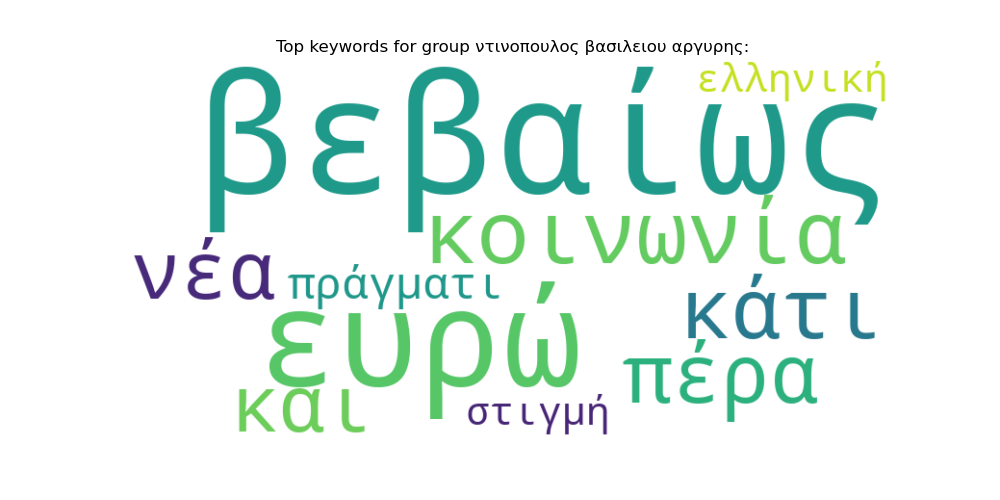 Top keywords for group ντινοπουλος βασιλειου αργυρης:
ελληνική
βεβαίως
κοινωνία
νέα
πράγματι
κάτι
ευρώ
πέρα
και
στιγμή